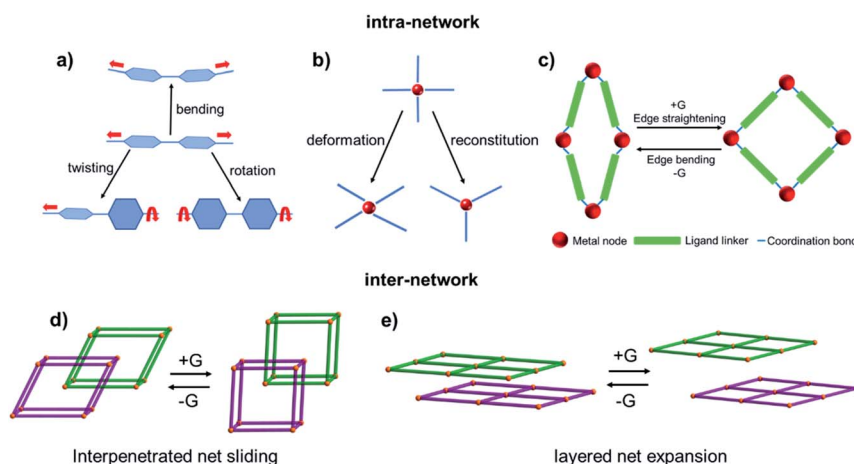 intra-network
a)
bending
twisting
rotation
b)
deformation
reconstitution
c)
+G
Edge straightening
Edge bending
-G
Metal node
Ligand linker
Coordination bond
inter-network
d)
+G
-G
Interpenetrated net sliding
e)
+G
-G
layered net expansion